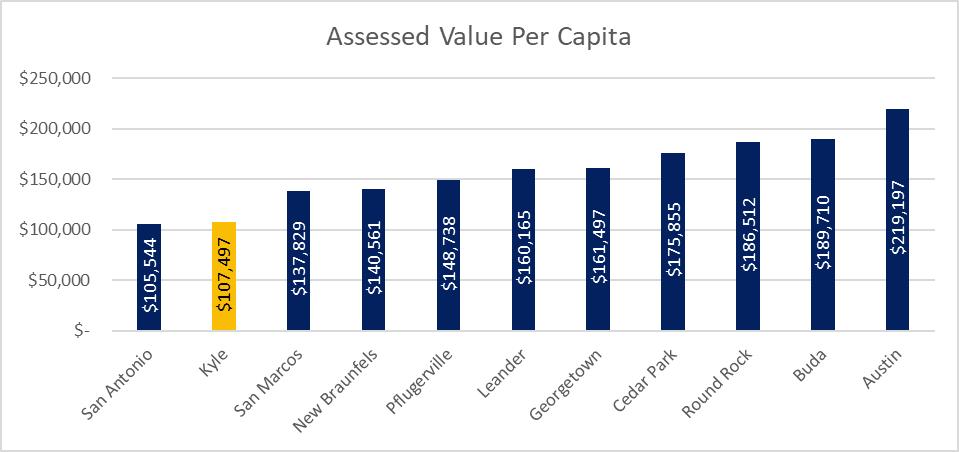 Assessed Value Per Capita
$250,000
$200,000
$150,000
$100,000
$50,000
$-
$105,544
$107,497
$137,829
$140,561
$148,738
$160,165
$161,497
$175,855
$186,512
$189,710
$219,197
San Antonio
Kyle
San Marcos
New Braunfels
Pflugerville
Leander
Georgetown
Cedar Park
Round Rock
Buda
Austin